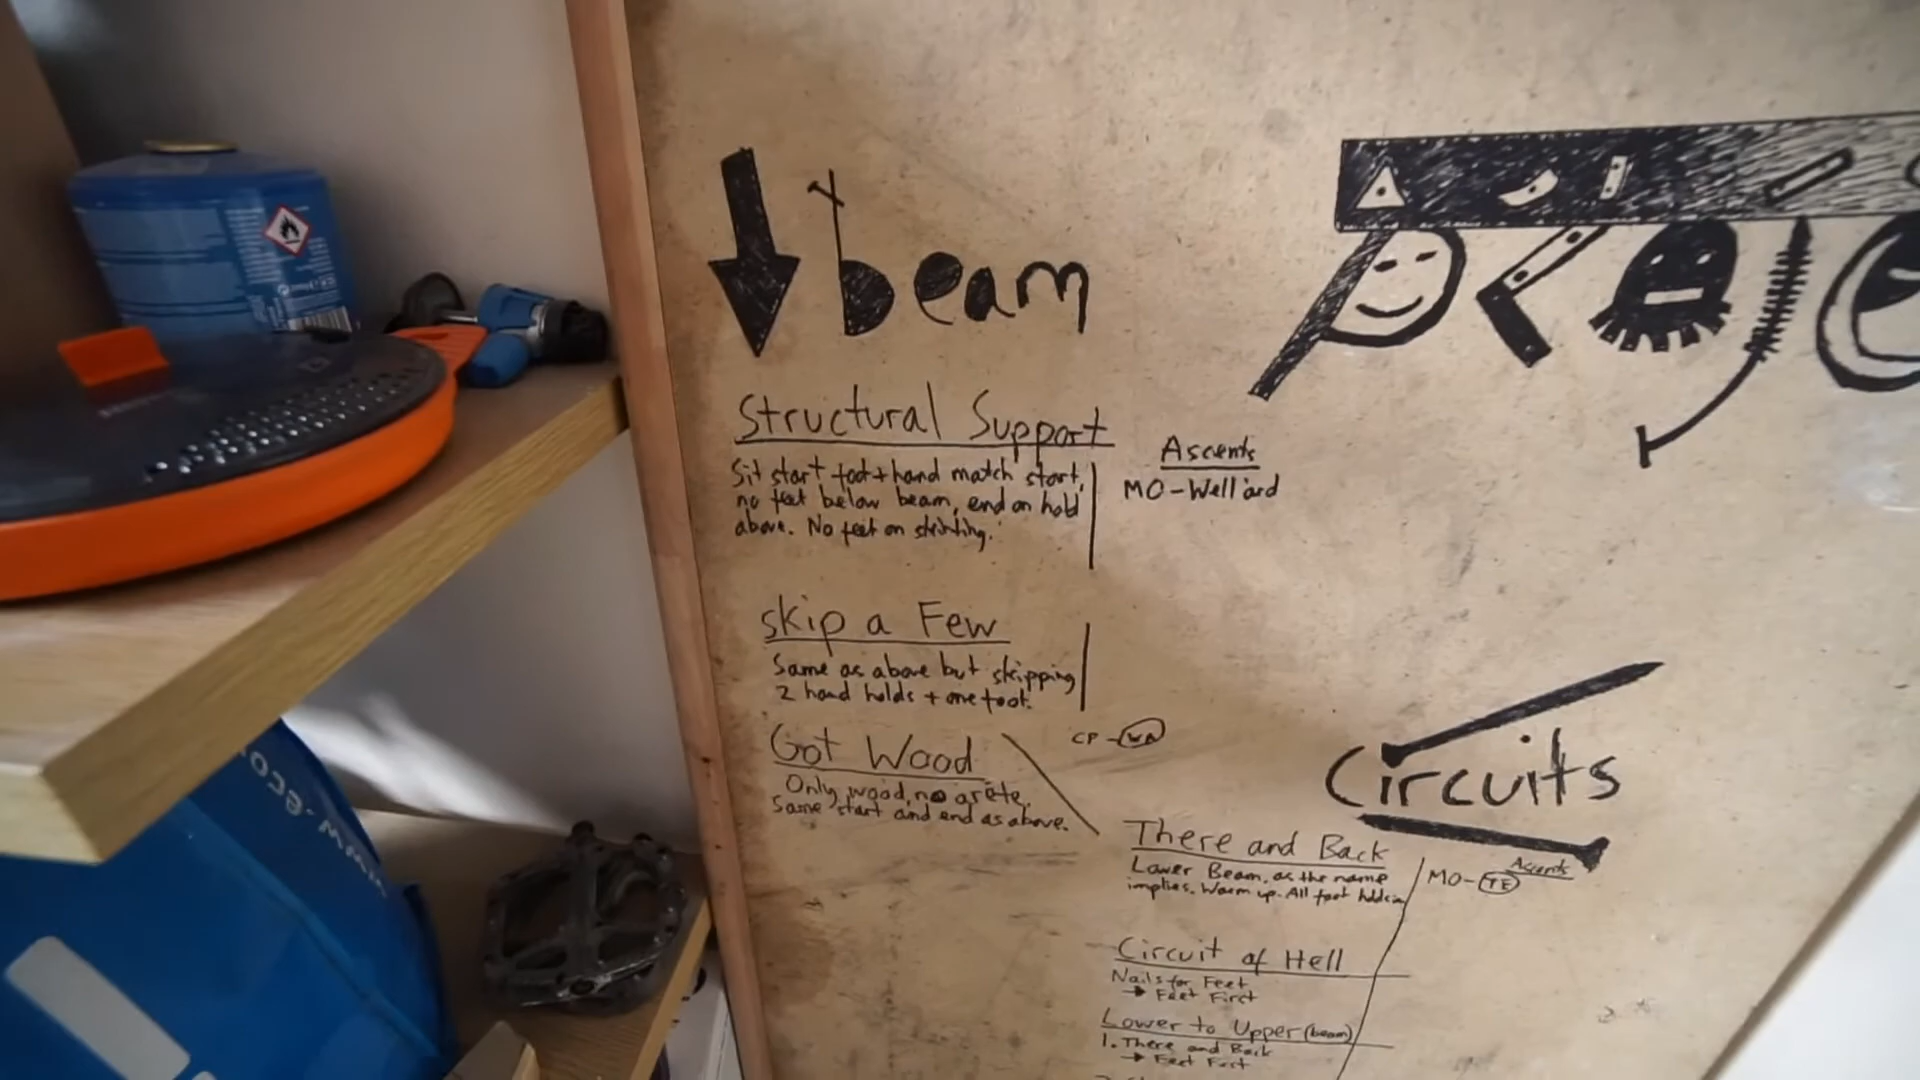 beam
Structural Support
Sit start foot + hand match start,
no feet below beam, end on hold
above. No feet on skirting.
Ascents
MO - Well 'ard
Skip a Few
Same as above but skipping
2 hand holds + one foot.
Got Wood
Only wood, no arete,
Same start and end as above.
CP -
Circuits
There and Back
Lower Beam, as the name
implies. Warm up. All foot holds in
Ascents
MO - TE
Circuit of Hell
Nails for Feet
→ Feet First
Lower to Upper (beam)
1. There and Back
→ Feet First